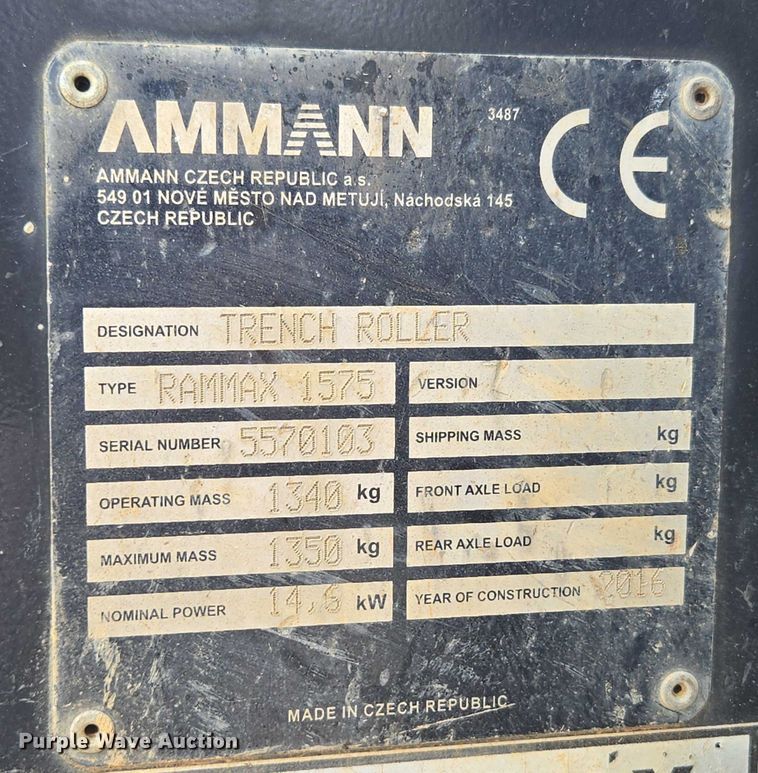 AMMANN
3487
CE
AMMANN CZECH REPUBLIC a.s.
549 01 NOVÉ MĚSTO NAD METUJÍ, Náchodská 145
CZECH REPUBLIC
DESIGNATION TRENCH ROLLER
TYPE RAMMAX 1575 VERSION
SERIAL NUMBER 5570103 SHIPPING MASS kg
OPERATING MASS 1340 kg FRONT AXLE LOAD kg
MAXIMUM MASS 1350 kg REAR AXLE LOAD kg
NOMINAL POWER 14,6 kW YEAR OF CONSTRUCTION 2016
MADE IN CZECH REPUBLIC
Purple Wave Auction